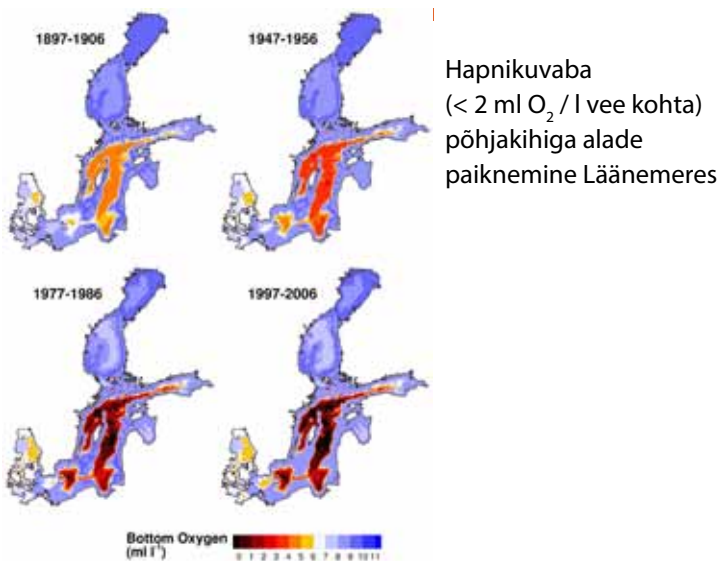 1897-1906
1947-1956
Hapnikuvaba
(< 2 ml O₂ / l vee kohta)
põhjakihiga alade
paiknemine Läänemeres
1977-1986
1997-2006
Bottom Oxygen
(ml l⁻¹)
0 1 2 3 4 5 6 7 8 9 10 11